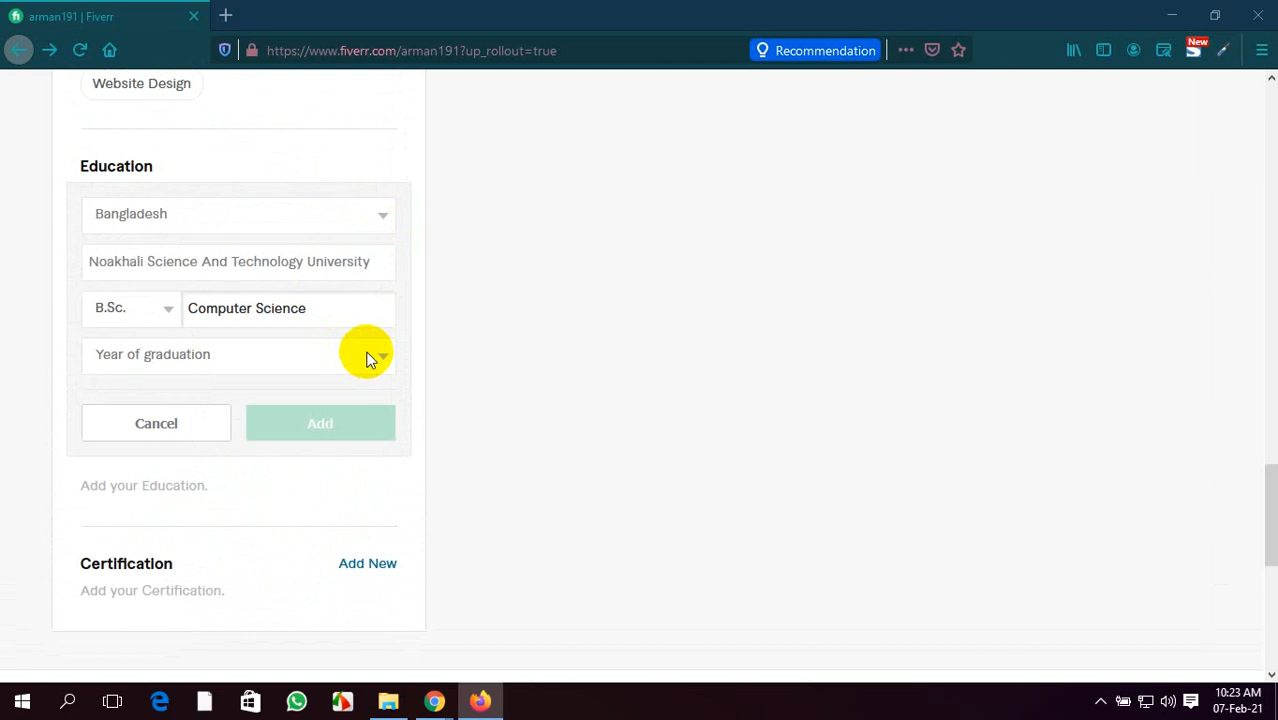 arman191 | Fiverr
https://www.fiverr.com/arman191?up_rollout=true
Recommendation
New
Website Design
Education
Bangladesh
Noakhali Science And Technology University
B.Sc.
Computer Science
Year of graduation
Cancel
Add
Add your Education.
Certification
Add New
Add your Certification.
10:23 AM
07-Feb-21